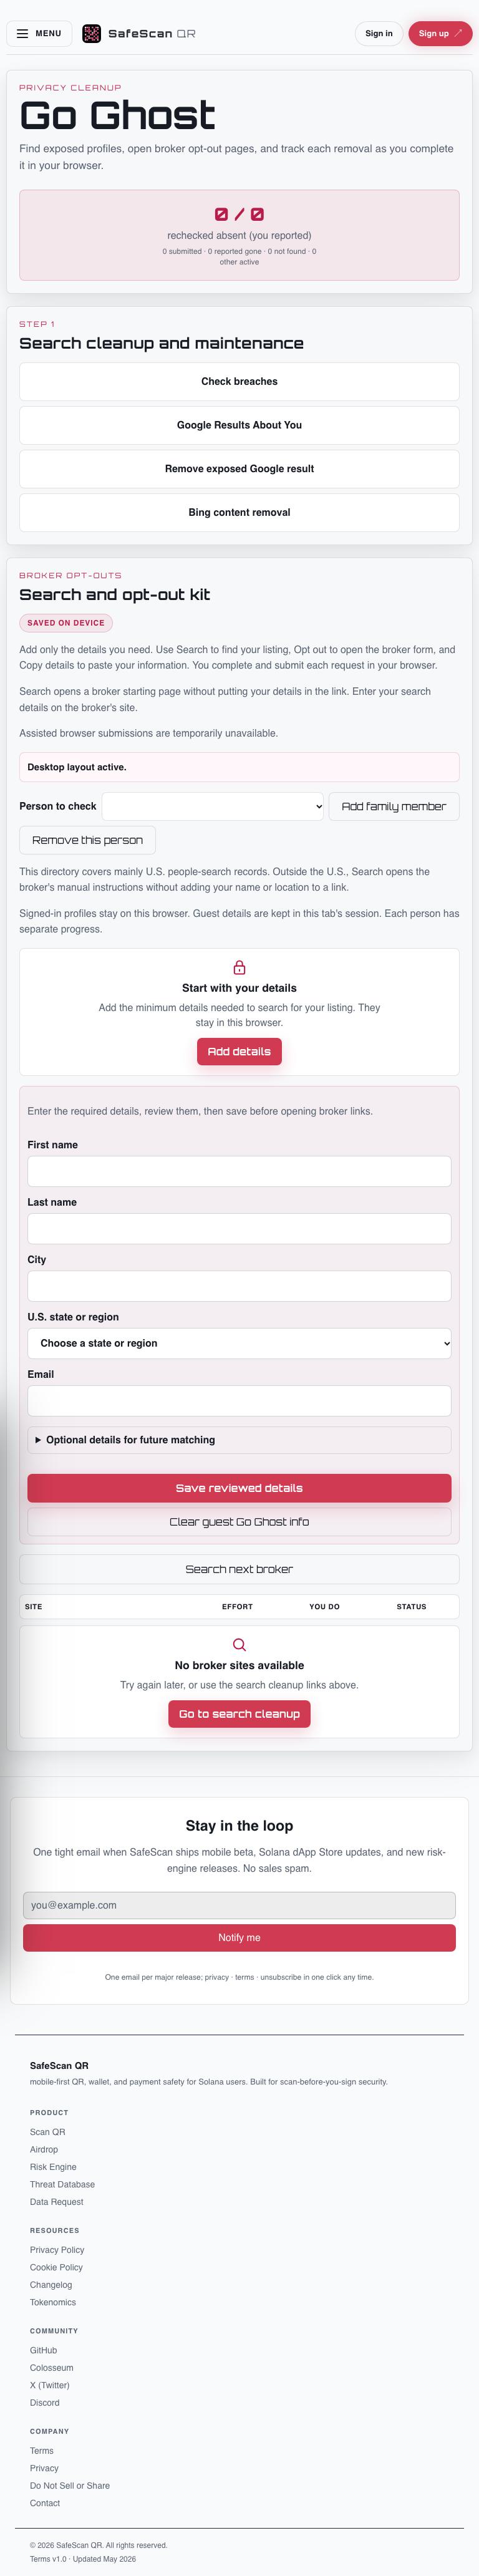 MENU
SafeScan QR
Sign in
Sign up
PRIVACY CLEANUP
Go Ghost
Find exposed profiles, open broker opt-out pages, and track each removal as you complete
it in your browser.
0 / 0
rechecked absent (you reported)
0 submitted · 0 reported gone · 0 not found · 0
other active
STEP 1
Search cleanup and maintenance
Check breaches
Google Results About You
Remove exposed Google result
Bing content removal
BROKER OPT-OUTS
Search and opt-out kit
SAVED ON DEVICE
Add only the details you need. Use Search to find your listing, Opt out to open the broker form, and
Copy details to paste your information. You complete and submit each request in your browser.
Search opens a broker starting page without putting your details in the link. Enter your search
details on the broker's site.
Assisted browser submissions are temporarily unavailable.
Desktop layout active.
Person to check
Add family member
Remove this person
This directory covers mainly U.S. people-search records. Outside the U.S., Search opens the
broker's manual instructions without adding your name or location to a link.
Signed-in profiles stay on this browser. Guest details are kept in this tab's session. Each person has
separate progress.
Start with your details
Add the minimum details needed to search for your listing. They
stay in this browser.
Add details
Enter the required details, review them, then save before opening broker links.
First name
Last name
City
U.S. state or region
Choose a state or region
Email
Optional details for future matching
Save reviewed details
Clear guest Go Ghost info
Search next broker
SITE EFFORT YOU DO STATUS
No broker sites available
Try again later, or use the search cleanup links above.
Go to search cleanup
Stay in the loop
One tight email when SafeScan ships mobile beta, Solana dApp Store updates, and new risk-
engine releases. No sales spam.
you@example.com
Notify me
One email per major release; privacy · terms · unsubscribe in one click any time.
SafeScan QR
mobile-first QR, wallet, and payment safety for Solana users. Built for scan-before-you-sign security.
PRODUCT
Scan QR
Airdrop
Risk Engine
Threat Database
Data Request
RESOURCES
Privacy Policy
Cookie Policy
Changelog
Tokenomics
COMMUNITY
GitHub
Colosseum
X (Twitter)
Discord
COMPANY
Terms
Privacy
Do Not Sell or Share
Contact
© 2026 SafeScan QR. All rights reserved.
Terms v1.0 · Updated May 2026